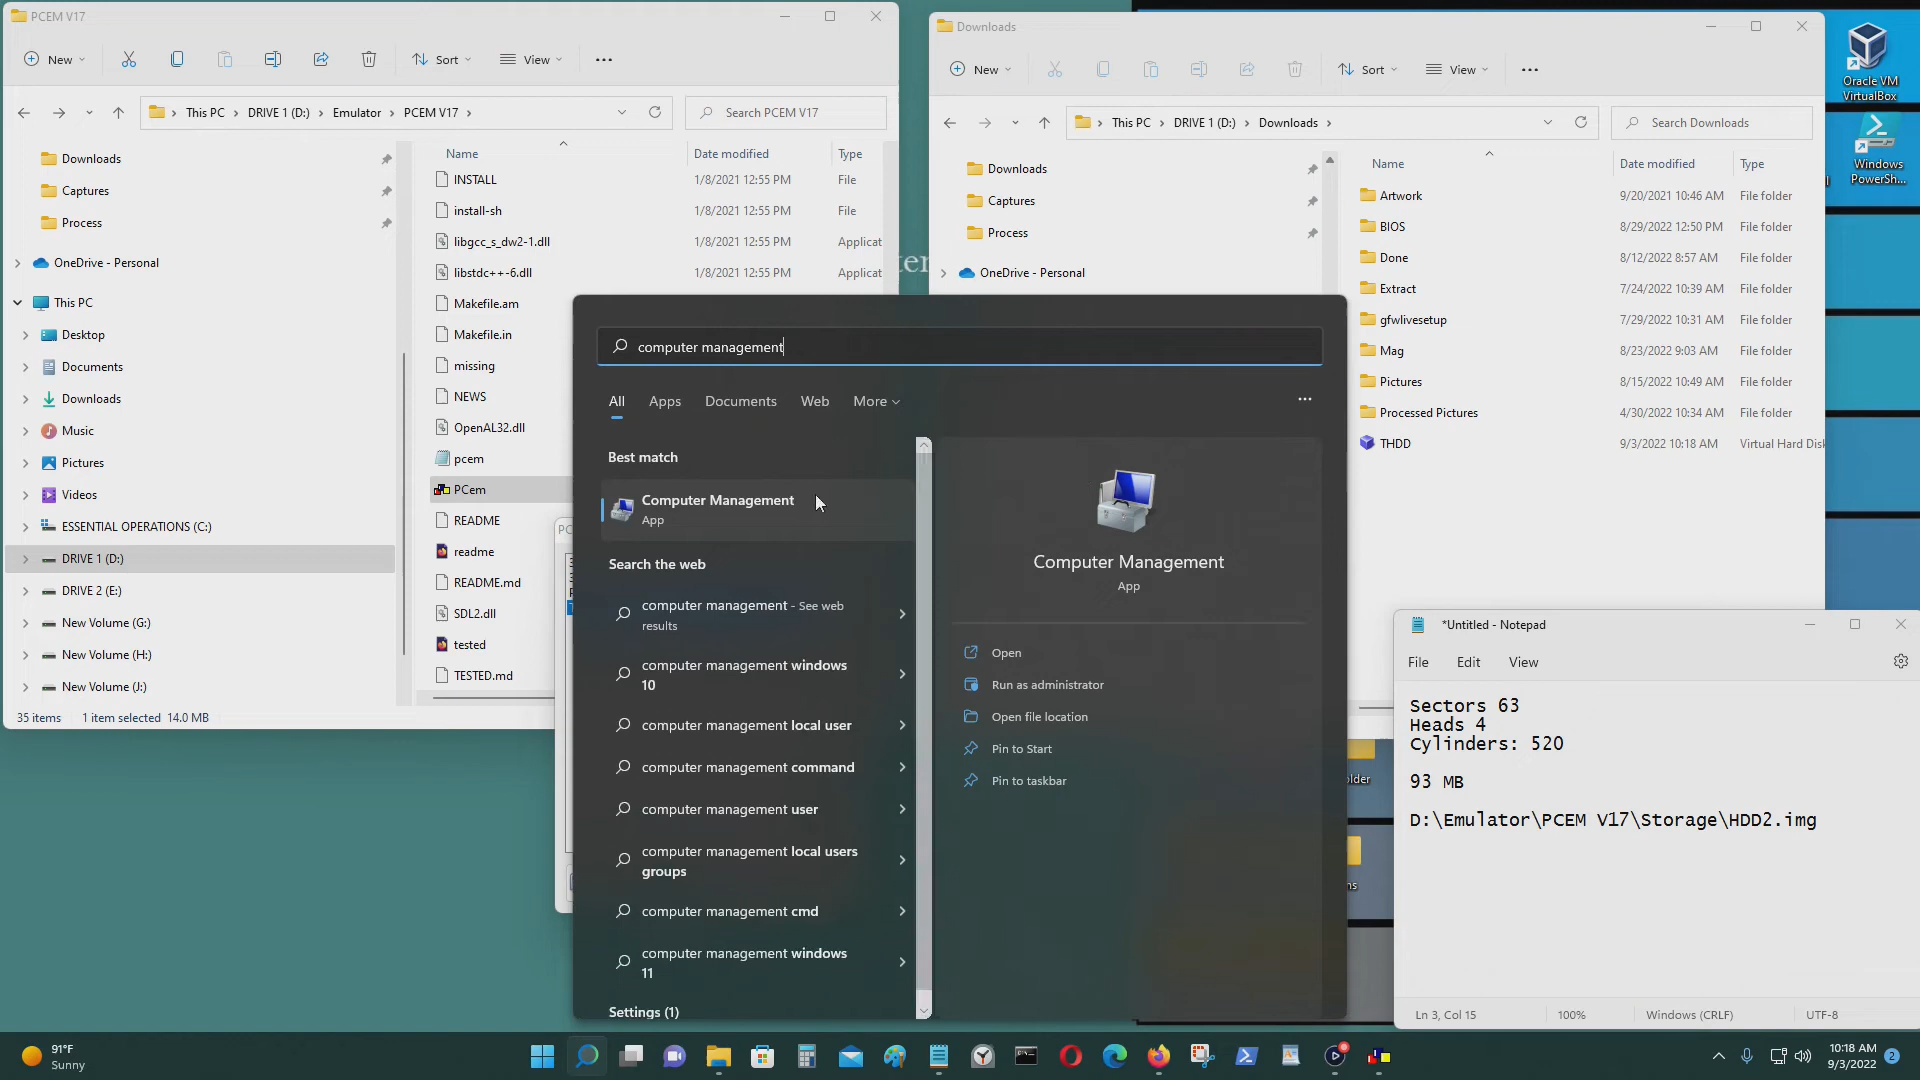 PCEM V17
New
Sort
View
This PC
DRIVE 1 (D:)
Emulator
PCEM V17
Search PCEM V17
Downloads
Captures
Process
OneDrive - Personal
This PC
Desktop
Documents
Downloads
Music
Pictures
Videos
ESSENTIAL OPERATIONS (C:)
DRIVE 1 (D:)
DRIVE 2 (E:)
New Volume (G:)
New Volume (H:)
New Volume (J:)
35 items
1 item selected 14.0 MB
Name
Date modified
Type
INSTALL 1/8/2021 12:55 PM File
install-sh 1/8/2021 12:55 PM File
libgcc_s_dw2-1.dll 1/8/2021 12:55 PM Applicat
libstdc++-6.dll 1/8/2021 12:55 PM Applicat
Makefile.am
Makefile.in
missing
NEWS
OpenAL32.dll
pcem
PCem
README
readme
README.md
SDL2.dll
tested
TESTED.md
Downloads
New
Sort
View
This PC
DRIVE 1 (D:)
Downloads
Search Downloads
Downloads
Captures
Process
OneDrive - Personal
Name
Date modified
Type
Artwork 9/20/2021 10:46 AM File folder
BIOS 8/29/2022 12:50 PM File folder
Done 8/12/2022 8:57 AM File folder
Extract 7/24/2022 10:39 AM File folder
gfwlivesetup 7/29/2022 10:31 AM File folder
Mag 8/23/2022 9:03 AM File folder
Pictures 8/15/2022 10:49 AM File folder
Processed Pictures 4/30/2022 10:34 AM File folder
THDD 9/3/2022 10:18 AM Virtual Hard Disk
Oracle VM
VirtualBox
Windows
PowerSh...
computer management
All
Apps
Documents
Web
More
Best match
Computer Management
App
Search the web
computer management - See web
results
computer management windows
10
computer management local user
computer management command
computer management user
computer management local users
groups
computer management cmd
computer management windows
11
Settings (1)
Computer Management
App
Open
Run as administrator
Open file location
Pin to Start
Pin to taskbar
*Untitled - Notepad
File
Edit
View
Sectors 63
Heads 4
Cylinders: 520
93 MB
D:\Emulator\PCEM V17\Storage\HDD2.img
Ln 3, Col 15
100%
Windows (CRLF)
UTF-8
91°F
Sunny
10:18 AM
9/3/2022
2